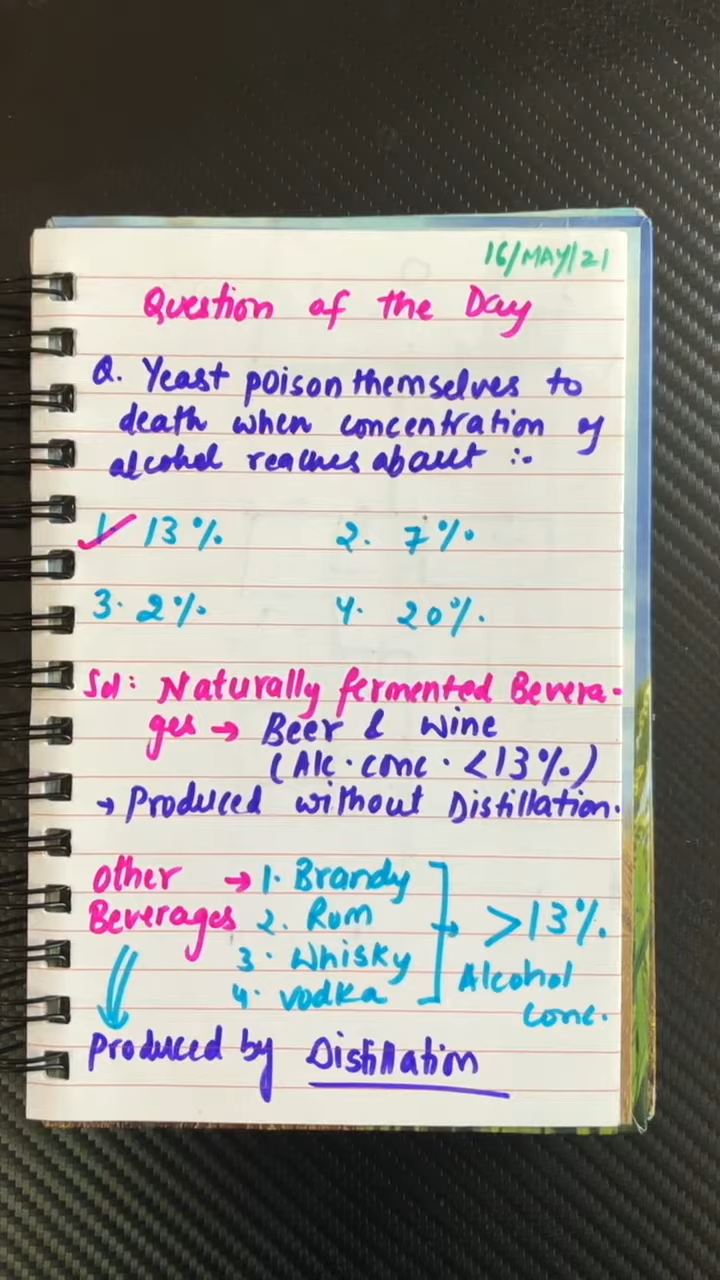 16/MAY/21
Question of the Day
Q. Yeast poison themselves to
death when concentration of
alcohol reaches about :-
1. 13% 2. 7%
3. 2% 4. 20%.
Sol: Naturally fermented Bevera-
ges → Beer & Wine
(Alc. conc. <13%)
→ Produced without Distillation.
Other → 1. Brandy
Beverages 2. Rum → >13%
3. Whisky Alcohol
4. Vodka conc.
Produced by Distillation